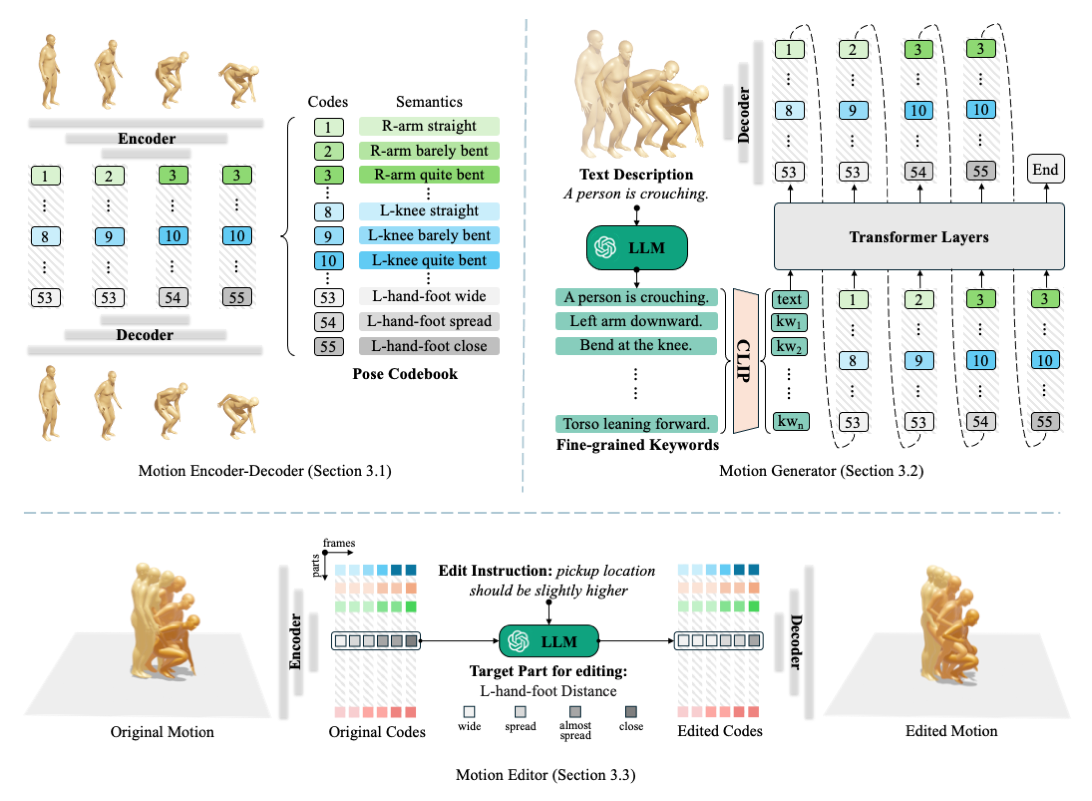 Encoder
1 2 3 3
8 9 10 10
53 53 54 55
Decoder
Codes Semantics
1 R-arm straight
2 R-arm barely bent
3 R-arm quite bent
8 L-knee straight
9 L-knee barely bent
10 L-knee quite bent
53 L-hand-foot wide
54 L-hand-foot spread
55 L-hand-foot close
Pose Codebook
Motion Encoder-Decoder (Section 3.1)
Text Description
A person is crouching.
LLM
A person is crouching.
Left arm downward.
Bend at the knee.
Torso leaning forward.
Fine-grained Keywords
CLIP
text
kw1
kw2
kwn
Decoder
1 2 3 3
8 9 10 10
53 53 54 55 End
Transformer Layers
1 2 3 3
8 9 10 10
53 53 54 55
Motion Generator (Section 3.2)
Original Motion
Encoder
frames
parts
Original Codes
Edit Instruction: pickup location
should be slightly higher
LLM
Target Part for editing:
L-hand-foot Distance
wide spread almost spread close
Edited Codes
Decoder
Edited Motion
Motion Editor (Section 3.3)